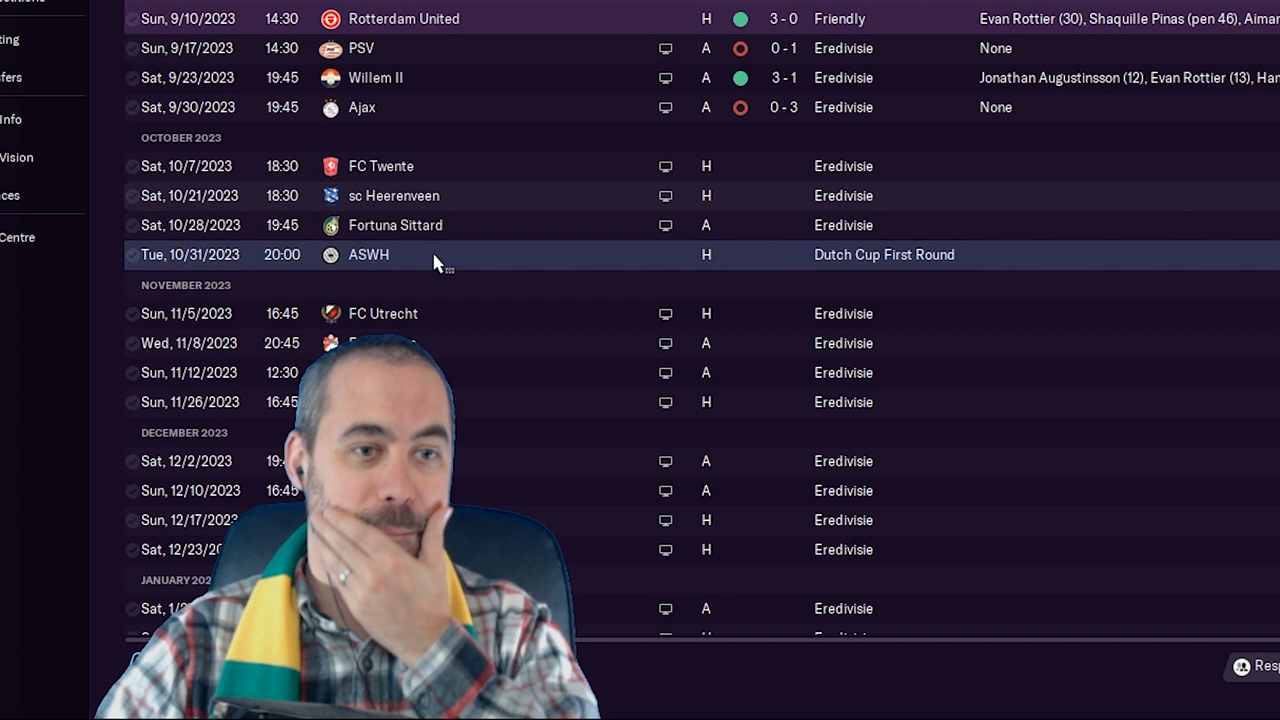 Sun, 9/10/2023 14:30 Rotterdam United H 3 - 0 Friendly Evan Rottier (30), Shaquille Pinas (pen 46),
Sun, 9/17/2023 14:30 PSV A 0 - 1 Eredivisie None
Sat, 9/23/2023 19:45 Willem II A 3 - 1 Eredivisie Jonathan Augustinsson (12), Evan Rottier (13),
Sat, 9/30/2023 19:45 Ajax A 0 - 3 Eredivisie None
Info
OCTOBER 2023
Vision
Sat, 10/7/2023 18:30 FC Twente H Eredivisie
Sat, 10/21/2023 18:30 sc Heerenveen H Eredivisie
Sat, 10/28/2023 19:45 Fortuna Sittard A Eredivisie
Centre
Tue, 10/31/2023 20:00 ASWH H Dutch Cup First Round
NOVEMBER 2023
Sun, 11/5/2023 16:45 FC Utrecht H Eredivisie
Wed, 11/8/2023 20:45 A Eredivisie
Sun, 11/12/2023 12:30 A Eredivisie
Sun, 11/26/2023 16:45 H Eredivisie
DECEMBER 2023
Sat, 12/2/2023 A Eredivisie
Sun, 12/10/2023 16:45 A Eredivisie
Sun, 12/17/2023 H Eredivisie
Sat, H Eredivisie
JANUARY
Sat, A Eredivisie